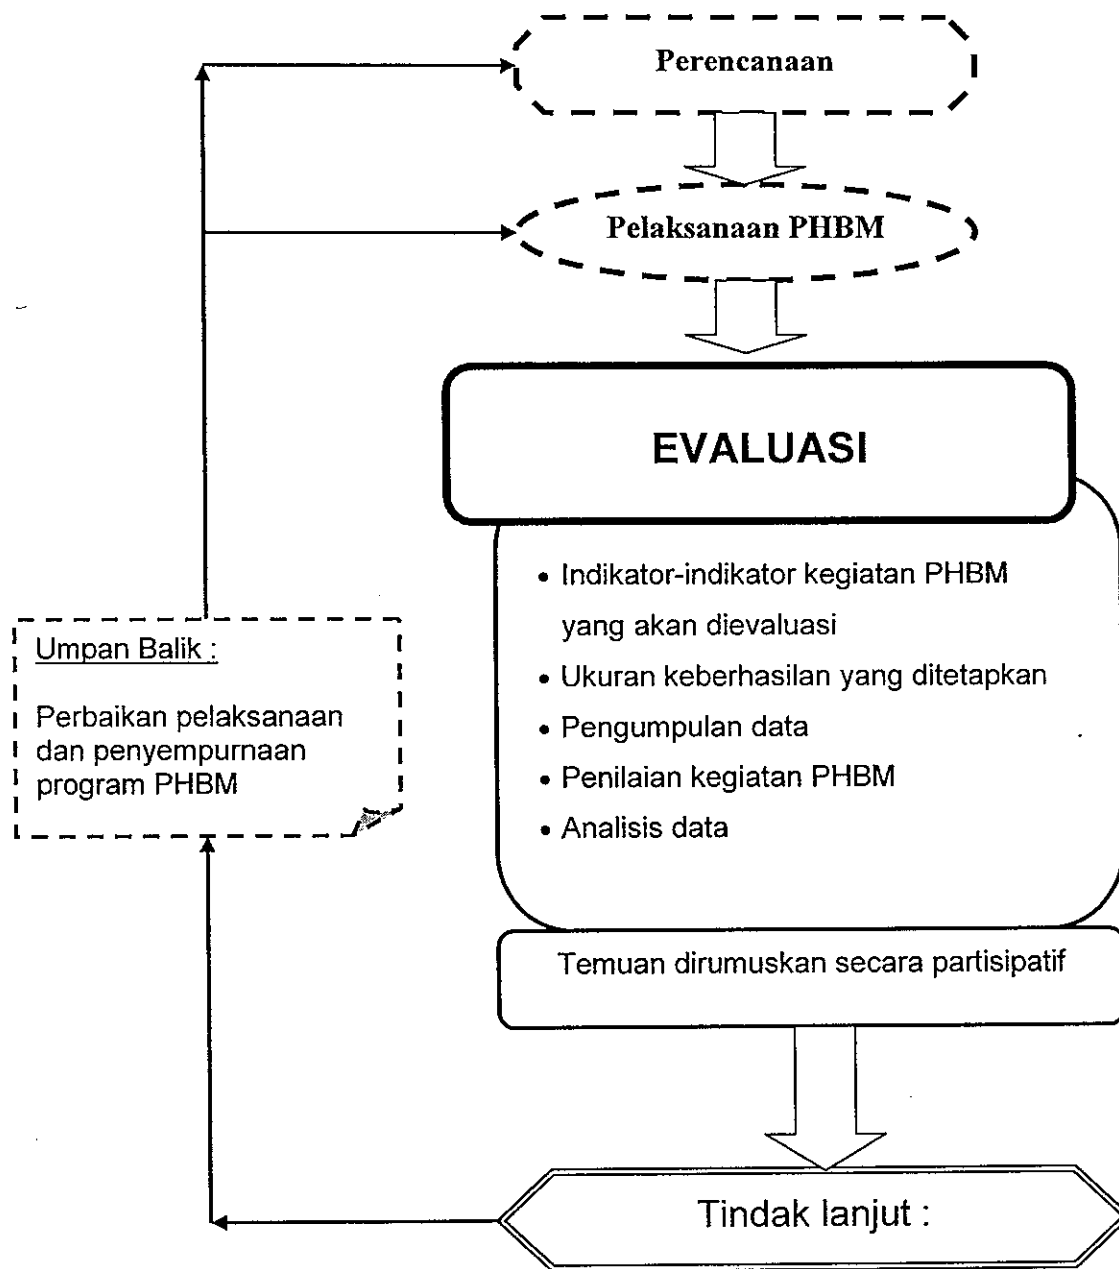 Perencanaan
Pelaksanaan PHBM
EVALUASI
• Indikator-indikator kegiatan PHBM
yang akan dievaluasi
• Ukuran keberhasilan yang ditetapkan
• Pengumpulan data
• Penilaian kegiatan PHBM
• Analisis data
Umpan Balik :
Perbaikan pelaksanaan
dan penyempurnaan
program PHBM
Temuan dirumuskan secara partisipatif
Tindak lanjut :